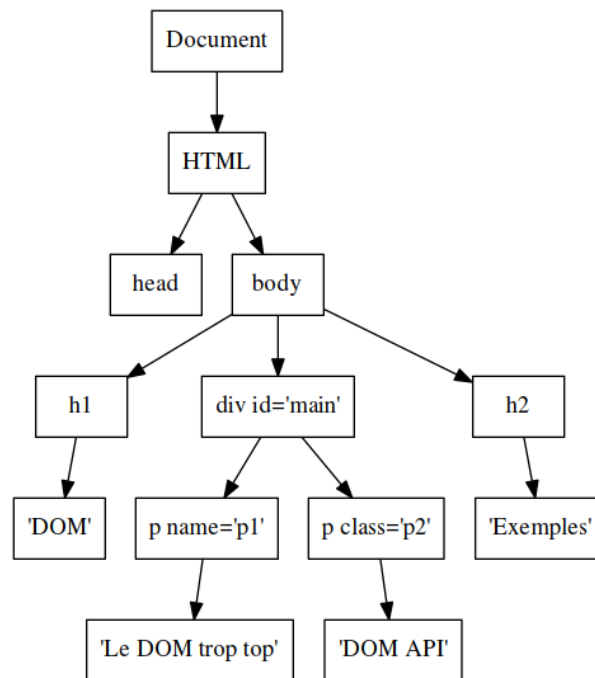 Document
HTML
head
body
h1
div id='main'
h2
'DOM'
p name='p1'
p class='p2'
'Exemples'
'Le DOM trop top'
'DOM API'